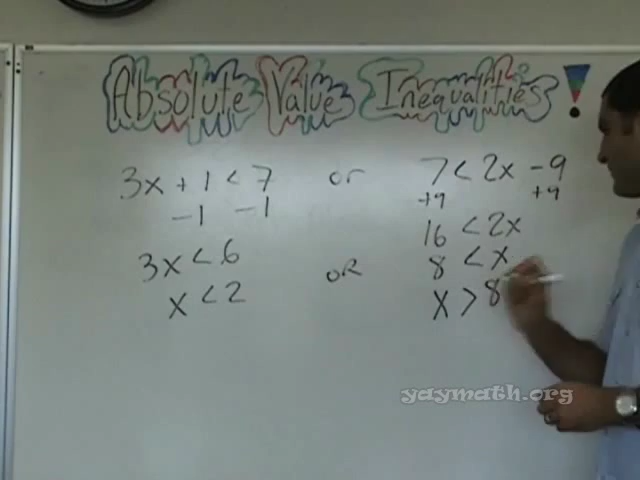 Absolute Value Inequalities!
3x + 1 < 7 or 7 < 2x - 9
-1 -1 +9 +9
16 < 2x
3x < 6 OR 8 < x
x < 2 x > 8
yaymath.org